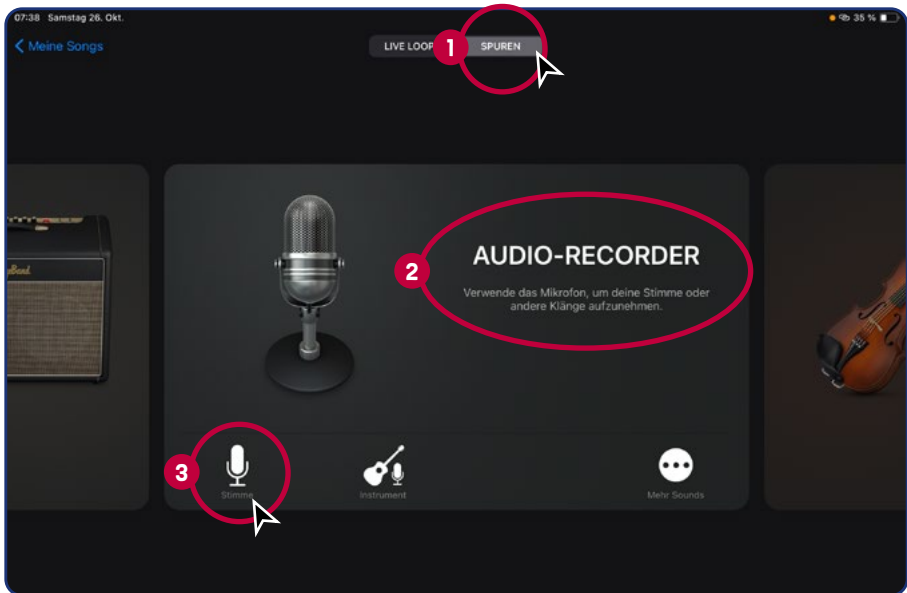 07:38 Samstag 26. Okt.
35 %
Meine Songs
LIVE LOOP
1
SPUREN
2
AUDIO-RECORDER
Verwende das Mikrofon, um deine Stimme oder
andere Klänge aufzunehmen.
3
Stimme
Instrument
Mehr Sounds